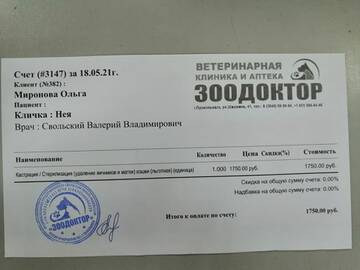 Счет (#3147) за 18.05.21г.
Клиент (№382) :
Миронова Ольга
Пациент :
Кличка : Нея
Врач : Свольский Валерий Владимирович
ВЕТЕРИНАРНАЯ
КЛИНИКА И АПТЕКА
ЗООДОКТОР
Наименование Количество Цена Скидка(%) Итого
Кастрация / Стерилизация (удаление яичников и матки) кошки (льготная) (единица) 1.000 1750.00 руб. 1750.00 руб.
Скидка на общую сумму счета: 0.00%
Надбавка на общую сумму счета: 0.00%
Итого к оплате по счету: 1750.00 руб.
ЗООДОКТОР